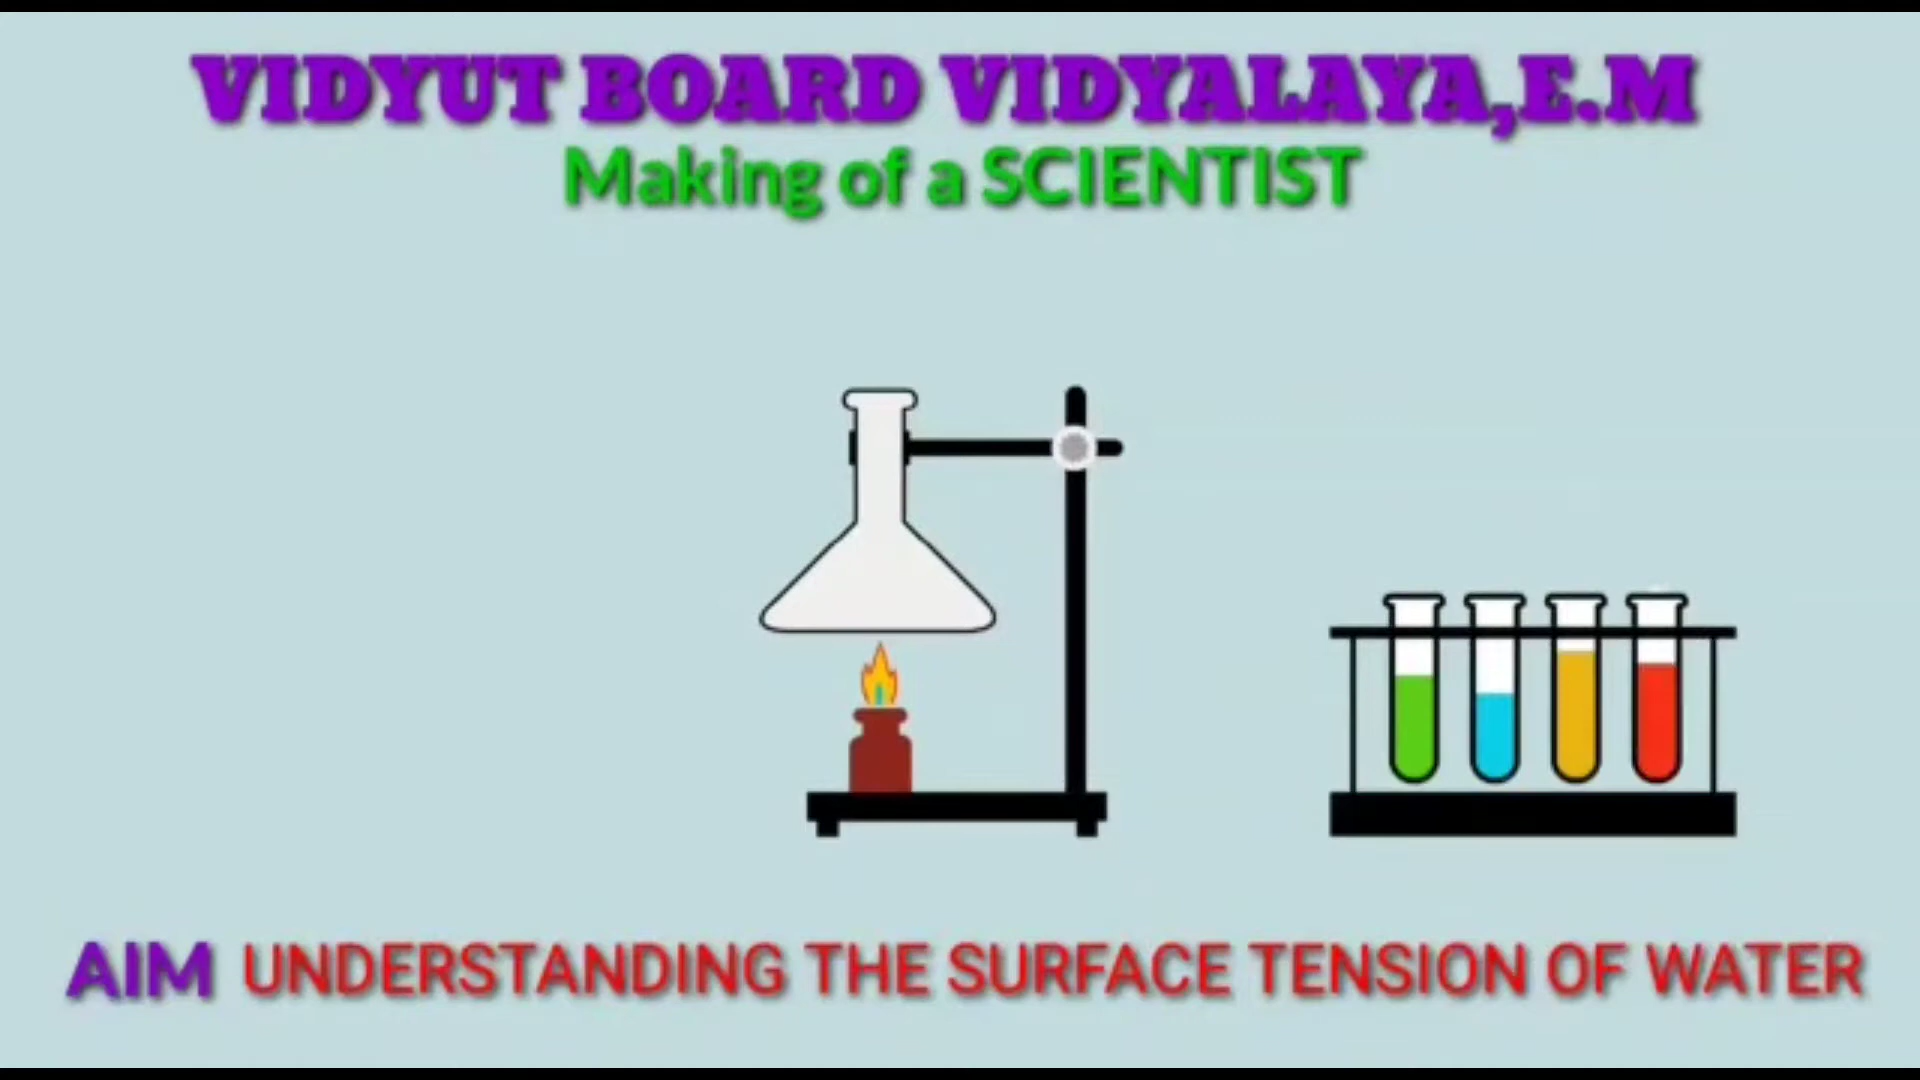 VIDYUT BOARD VIDYALAYA,E.M
Making of a SCIENTIST
AIM UNDERSTANDING THE SURFACE TENSION OF WATER